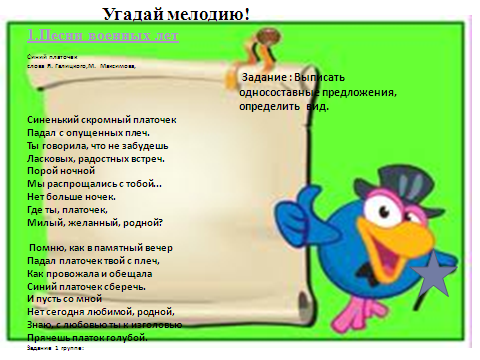 Угадай мелодию!
1.Песни военных лет
Синий платочек
слова Я. Галицкого,М. Максимова,
Задание : Выписать
односоставные предложения,
определить вид.
Синенький скромный платочек
Падал с опущенных плеч.
Ты говорила, что не забудешь
Ласковых, радостных встреч.
Порой ночной
Мы распрощались с тобой...
Нет больше ночек.
Где ты, платочек,
Милый, желанный, родной?
Помню, как в памятный вечер
Падал платочек твой с плеч,
Как провожала и обещала
Синий платочек сберечь.
И пусть со мной
Нет сегодня любимой, родной,
Знаю, с любовью ты к изголовью
Прячешь платок голубой.
Задание 1 группе: